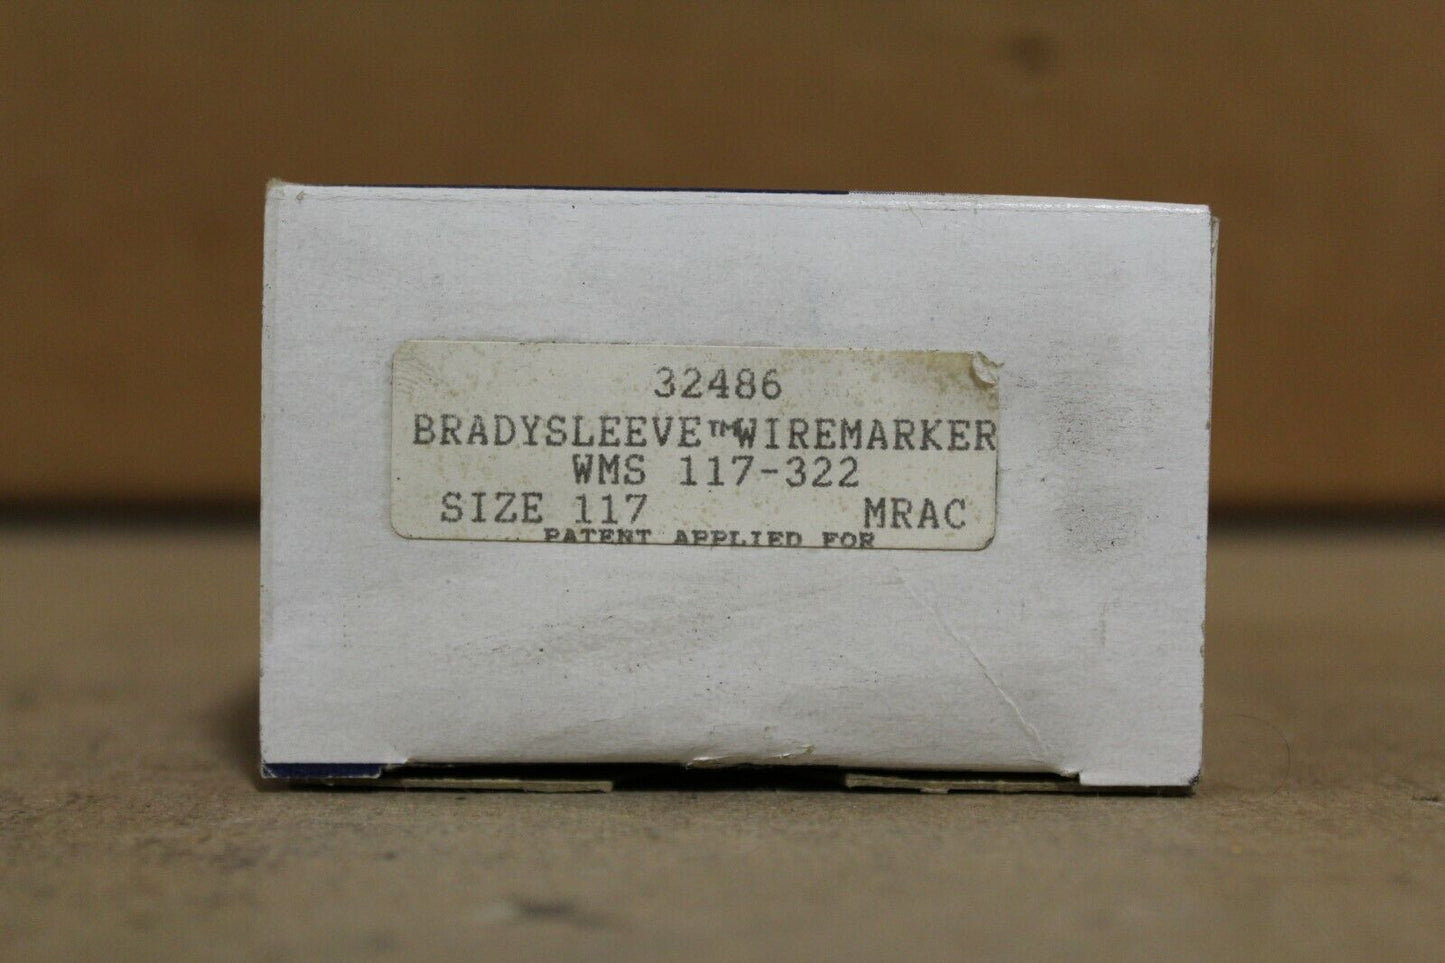 32486
BRADYSLEEVE™WIREMARKER
WMS 117-322
SIZE 117 MRAC
PATENT APPLIED FOR